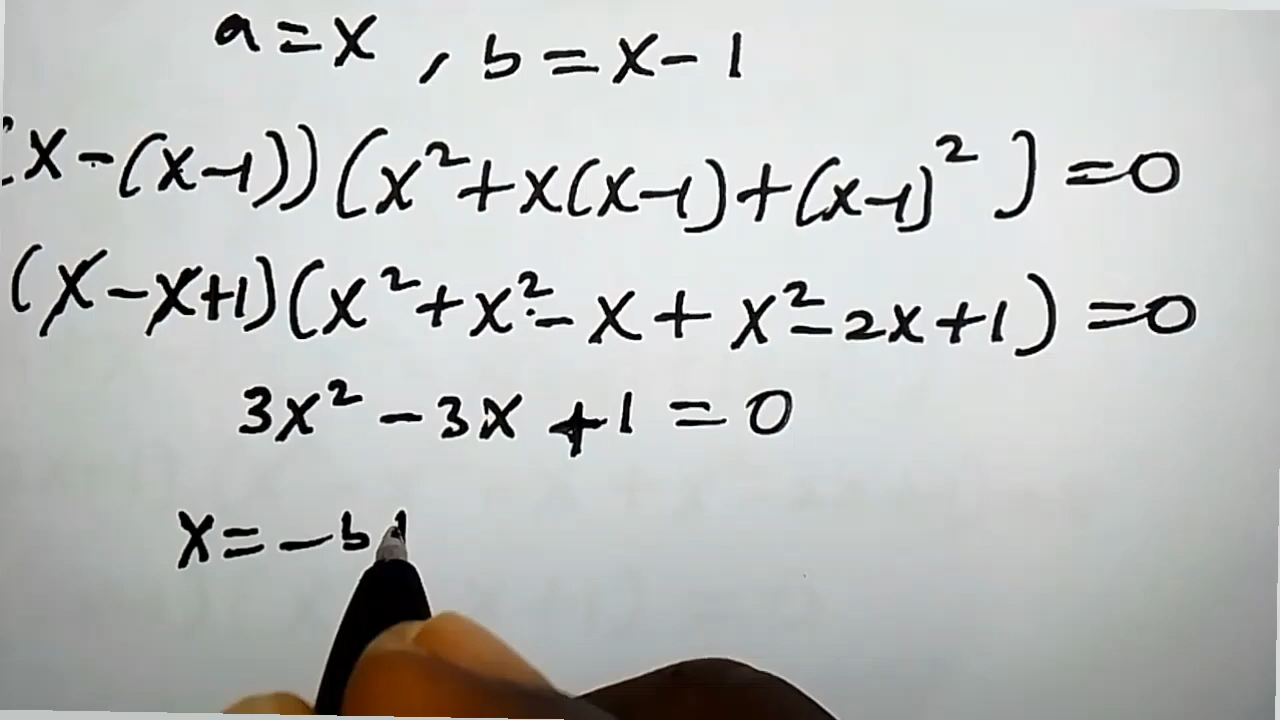 a=x , b=x-1
(x-(x-1))(x²+x(x-1)+(x-1)²)=0
(x-x+1)(x²+x²-x+x²-2x+1)=0
3x²-3x+1=0
x=-b